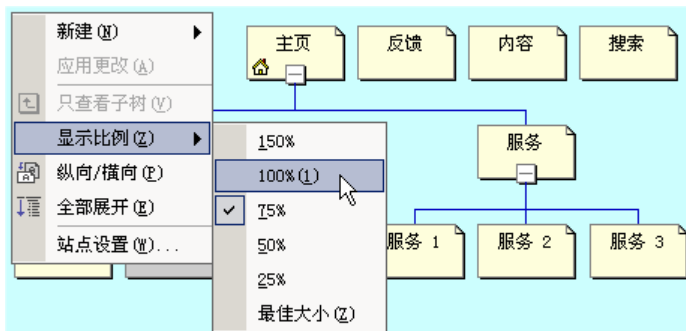 新建(N)
应用更改(A)
只查看子树(V)
显示比例(Z)
纵向/横向(P)
全部展开(E)
站点设置(W)...
150%
100%(1)
75%
50%
25%
最佳大小(Z)
主页
反馈
内容
搜索
服务
服务 1
服务 2
服务 3